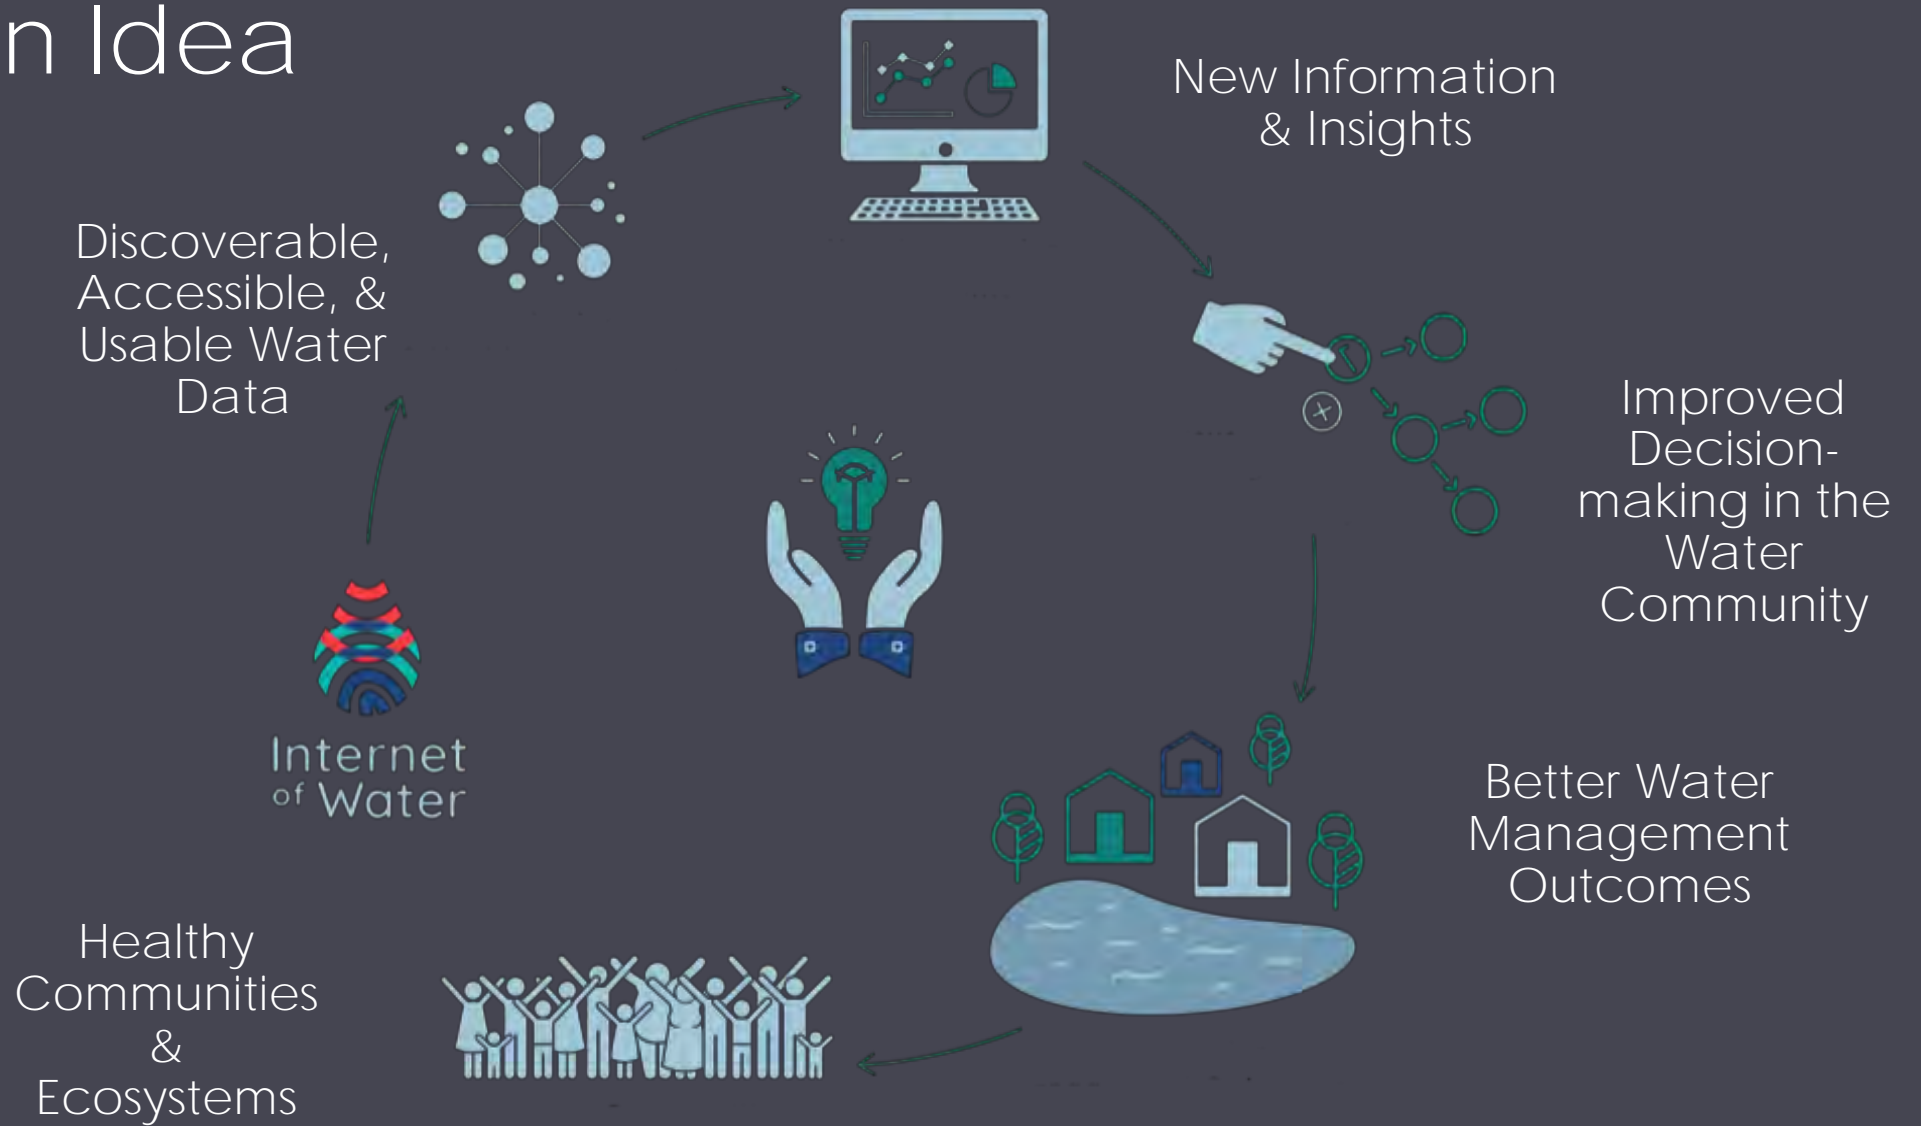 n Idea
New Information
& Insights
Discoverable,
Accessible, &
Usable Water
Data
Improved
Decision-
making in the
Water
Community
Internet
of Water
Better Water
Management
Outcomes
Healthy
Communities
&
Ecosystems